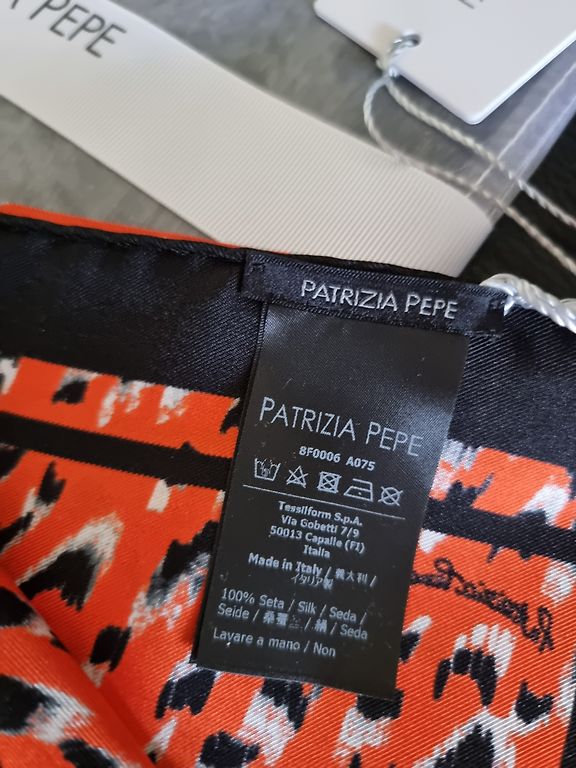 PEPE
PATRIZIA PEPE
PATRIZIA PEPE
8F0006 A075
Tessilform S.p.A.
Via Gobetti 7/9
50013 Capalle (FI)
Italia
Made in Italy / 義大利 /
イタリア製
100% Seta / Silk / Seda /
Seide / 桑蠶丝 / 絹 / Seda
Lavare a mano / Non